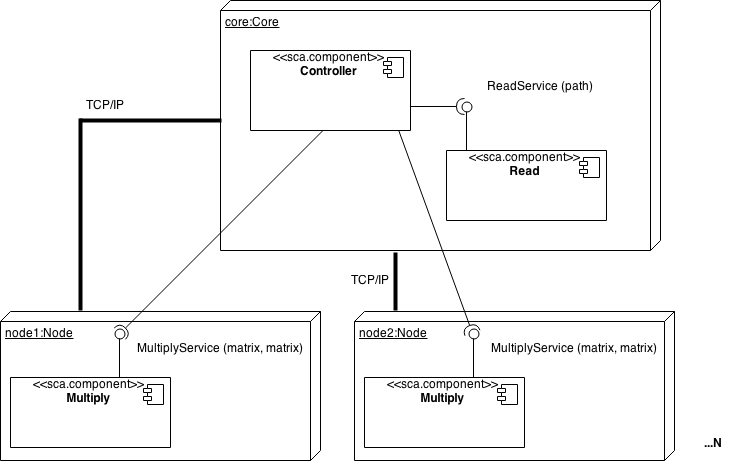 core:Core
<<sca.component>>
Controller
ReadService (path)
TCP/IP
<<sca.component>>
Read
TCP/IP
node1:Node
MultiplyService (matrix, matrix)
<<sca.component>>
Multiply
node2:Node
MultiplyService (matrix, matrix)
<<sca.component>>
Multiply
...N